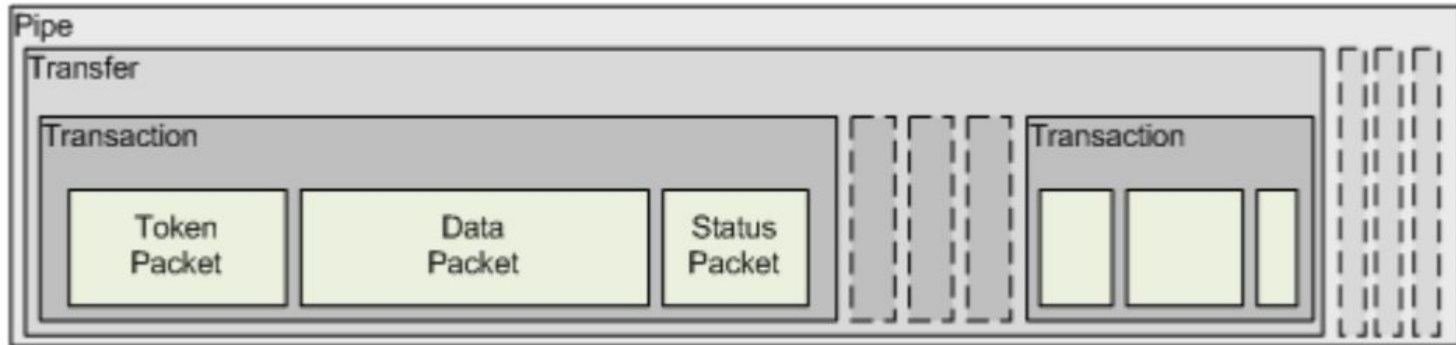 Pipe
Transfer
Transaction
Transaction
Token
Packet
Data
Packet
Status
Packet